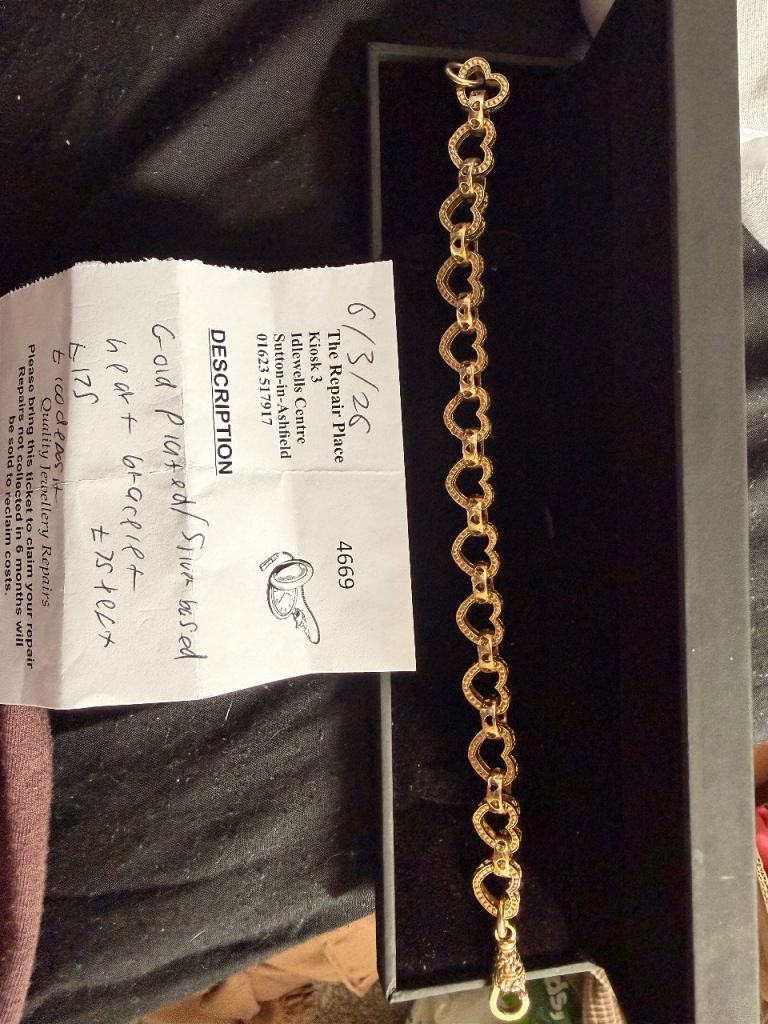 6/3/26
4669
The Repair Place
Kiosk 3
Idlewells Centre
Sutton-in-Ashfield
01623 517917
DESCRIPTION
Gold plated/Silver based
heart bracelet
£175
£75 left
£100 deposit
Quality Jewellery Repairs
Please bring this ticket to claim your repair
Repairs not collected in 6 months will
be sold to reclaim costs.